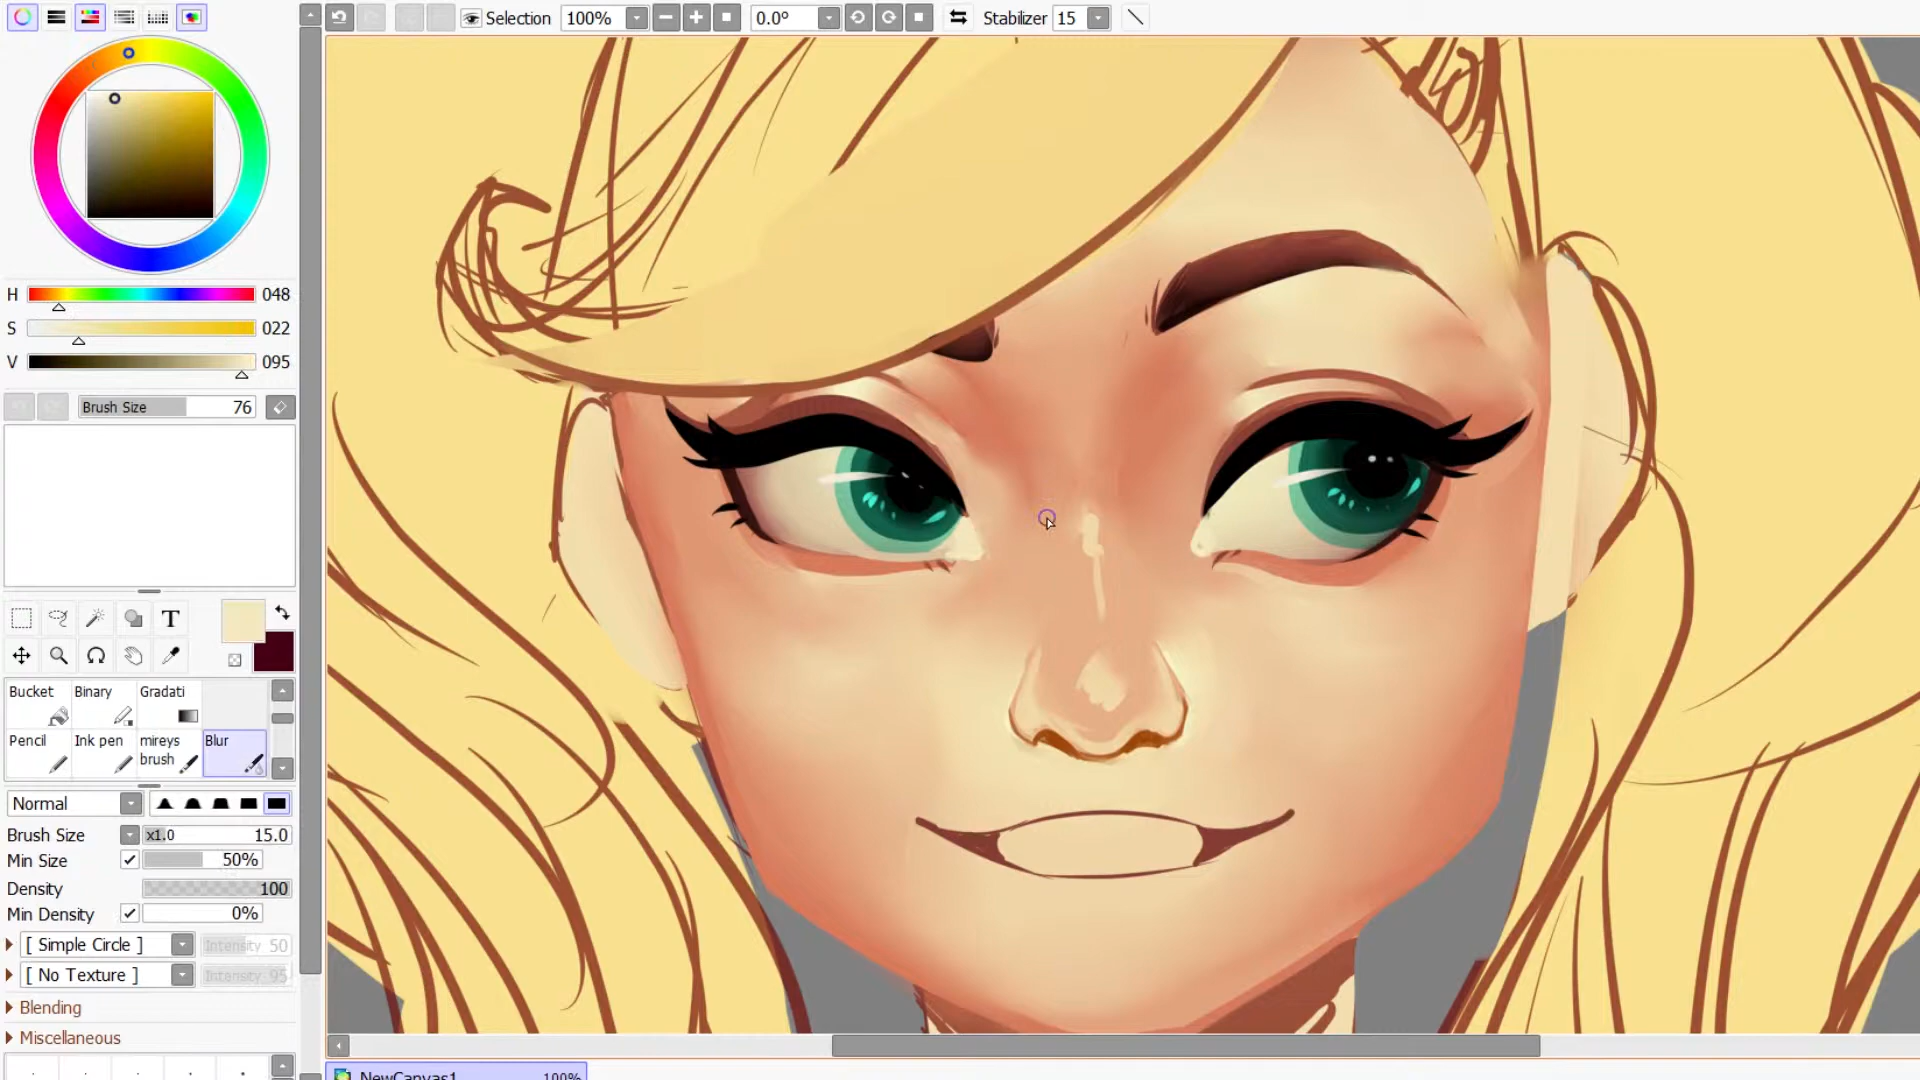 Selection 100% 0.0° Stabilizer 15
H 048
S 022
V 095
Brush Size 76
T
Bucket Binary Gradati
Pencil Ink pen mireys brush Blur
Normal
Brush Size x1.0 15.0
Min Size 50%
Density 100
Min Density 0%
[ Simple Circle ] Intensity 50
[ No Texture ] Intensity 95
Blending
Miscellaneous
NewCanvas1 100%